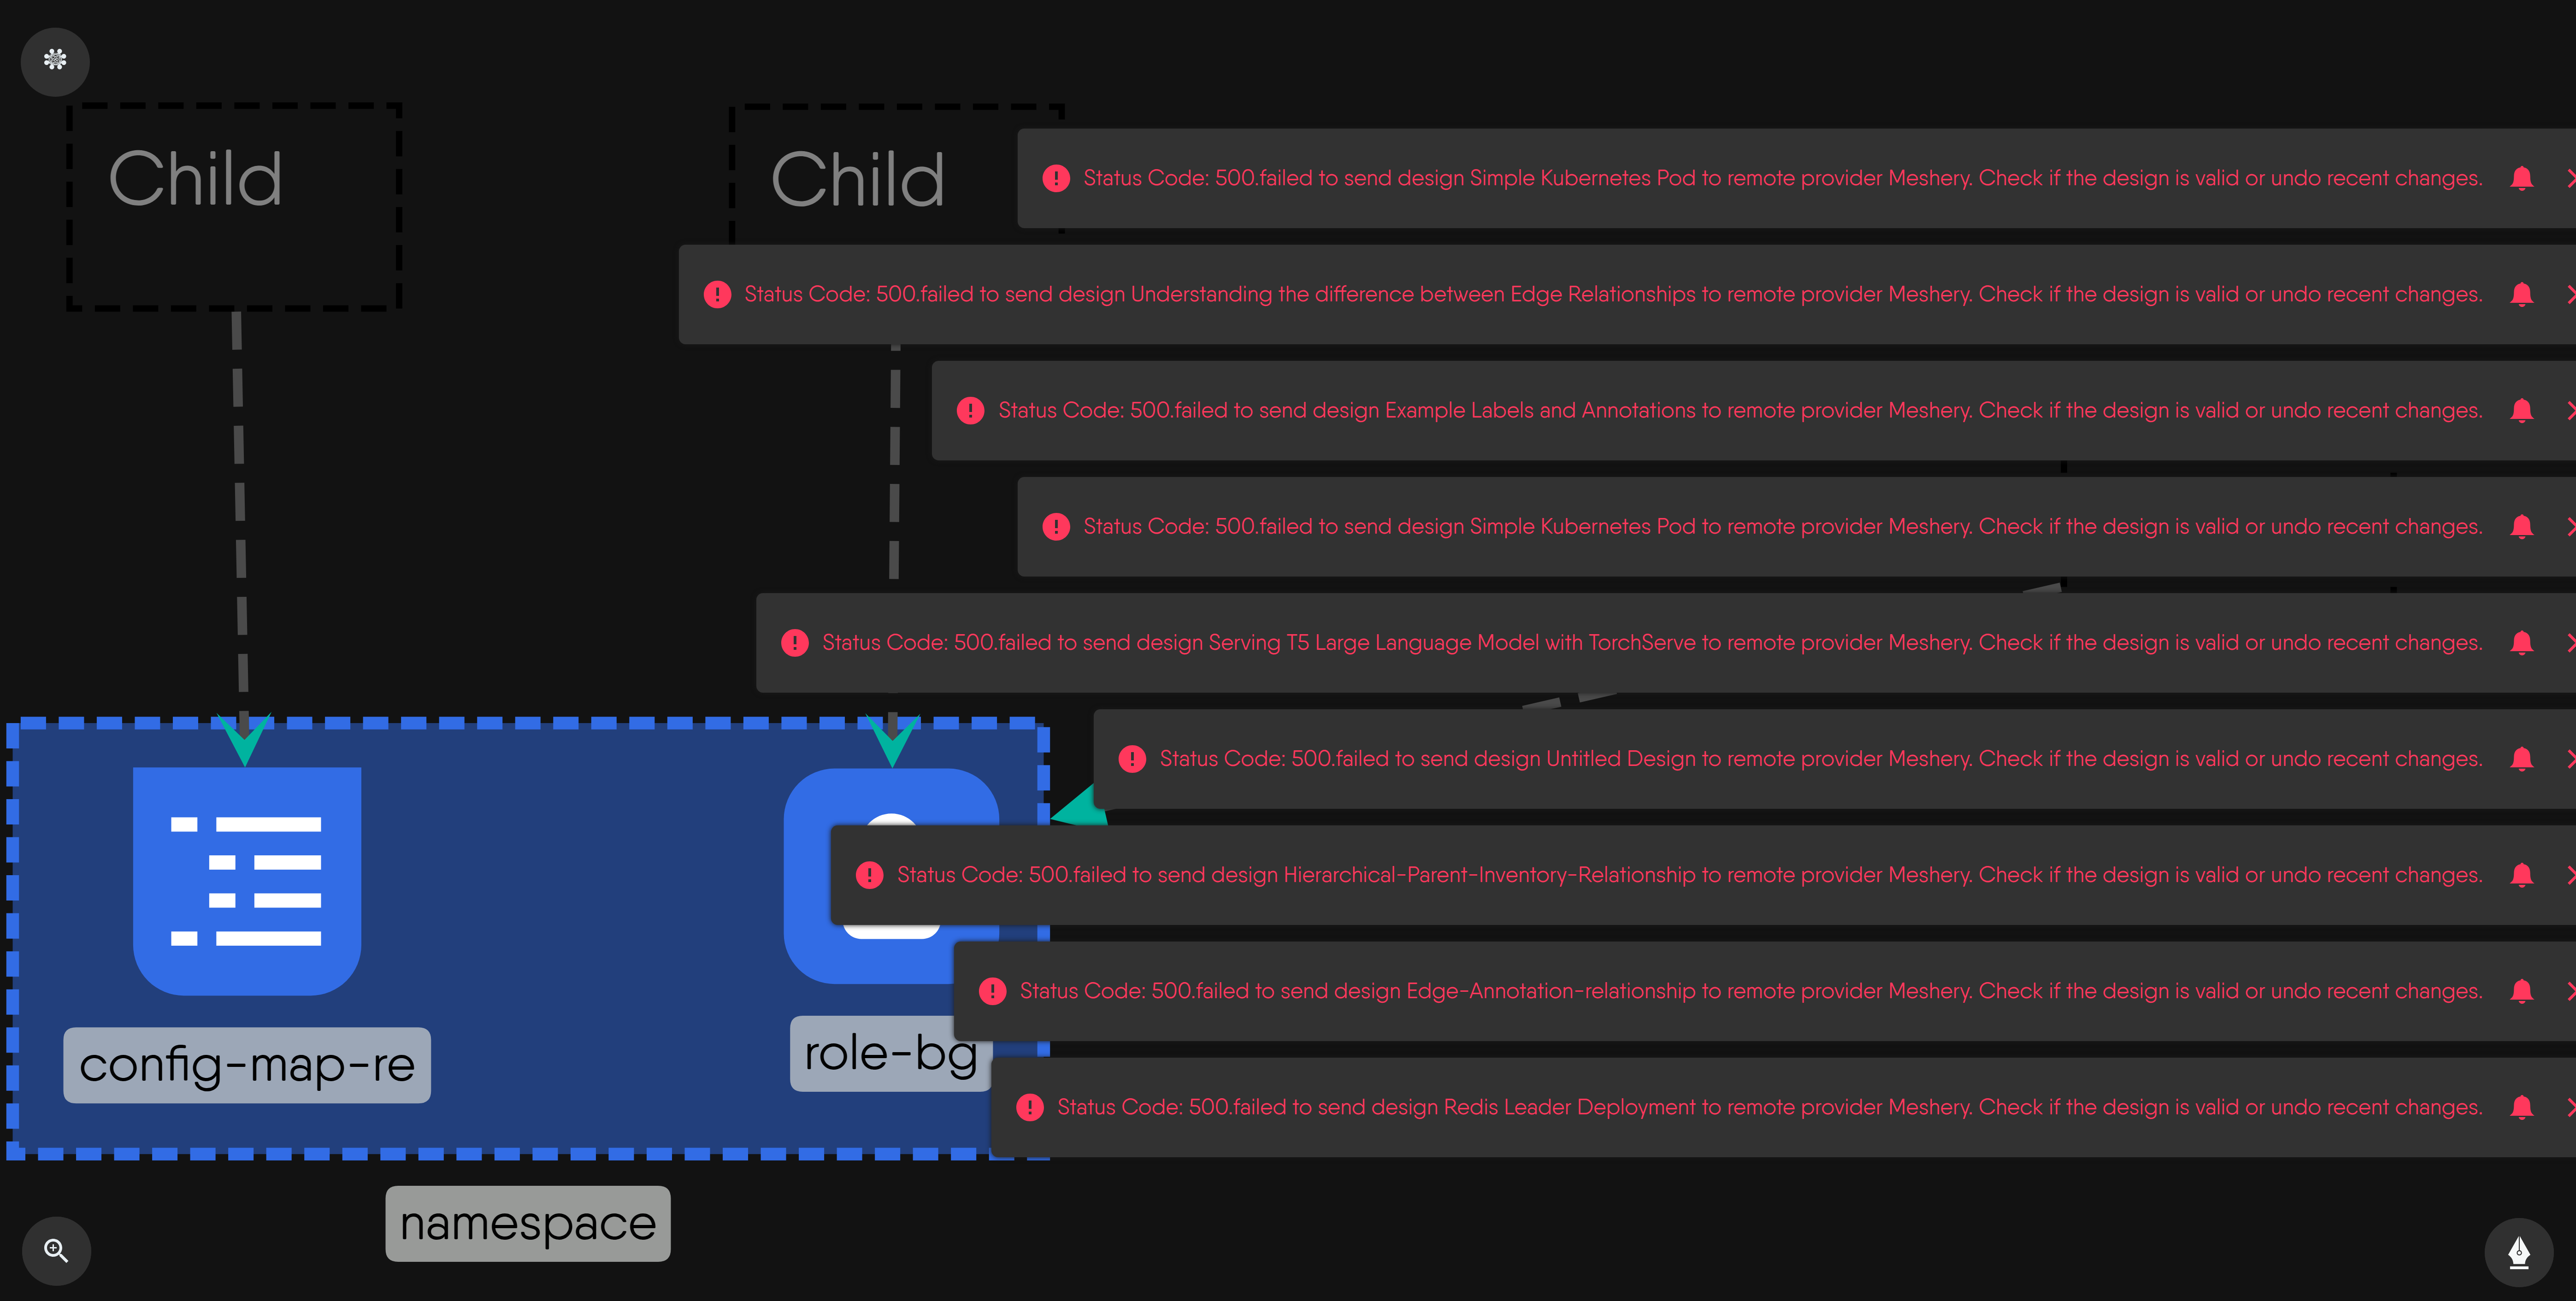 Child
Child
Status Code: 500.failed to send design Simple Kubernetes Pod to remote provider Meshery. Check if the design is valid or undo recent changes.
Status Code: 500.failed to send design Understanding the difference between Edge Relationships to remote provider Meshery. Check if the design is valid or undo recent changes.
Status Code: 500.failed to send design Example Labels and Annotations to remote provider Meshery. Check if the design is valid or undo recent changes.
Status Code: 500.failed to send design Simple Kubernetes Pod to remote provider Meshery. Check if the design is valid or undo recent changes.
Status Code: 500.failed to send design Serving T5 Large Language Model with TorchServe to remote provider Meshery. Check if the design is valid or undo recent changes.
Status Code: 500.failed to send design Untitled Design to remote provider Meshery. Check if the design is valid or undo recent changes.
Status Code: 500.failed to send design Hierarchical-Parent-Inventory-Relationship to remote provider Meshery. Check if the design is valid or undo recent changes.
Status Code: 500.failed to send design Edge-Annotation-relationship to remote provider Meshery. Check if the design is valid or undo recent changes.
Status Code: 500.failed to send design Redis Leader Deployment to remote provider Meshery. Check if the design is valid or undo recent changes.
config-map-re
role-bg
namespace